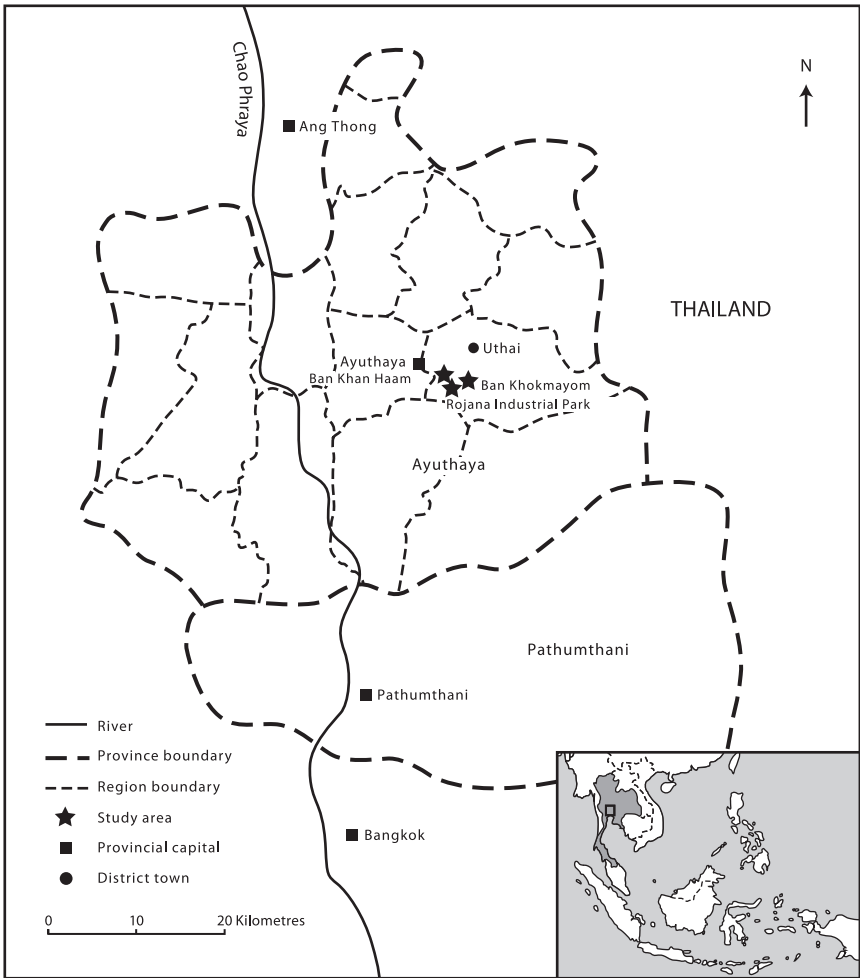 Chao Phraya
N
Ang Thong
THAILAND
Uthai
Ayuthaya
Ban Khan Haam
Ban Khokmayom
Rojana Industrial Park
Ayuthaya
Pathumthani
Pathumthani
River
Province boundary
Region boundary
Study area
Provincial capital
District town
Bangkok
0 10 20 Kilometres